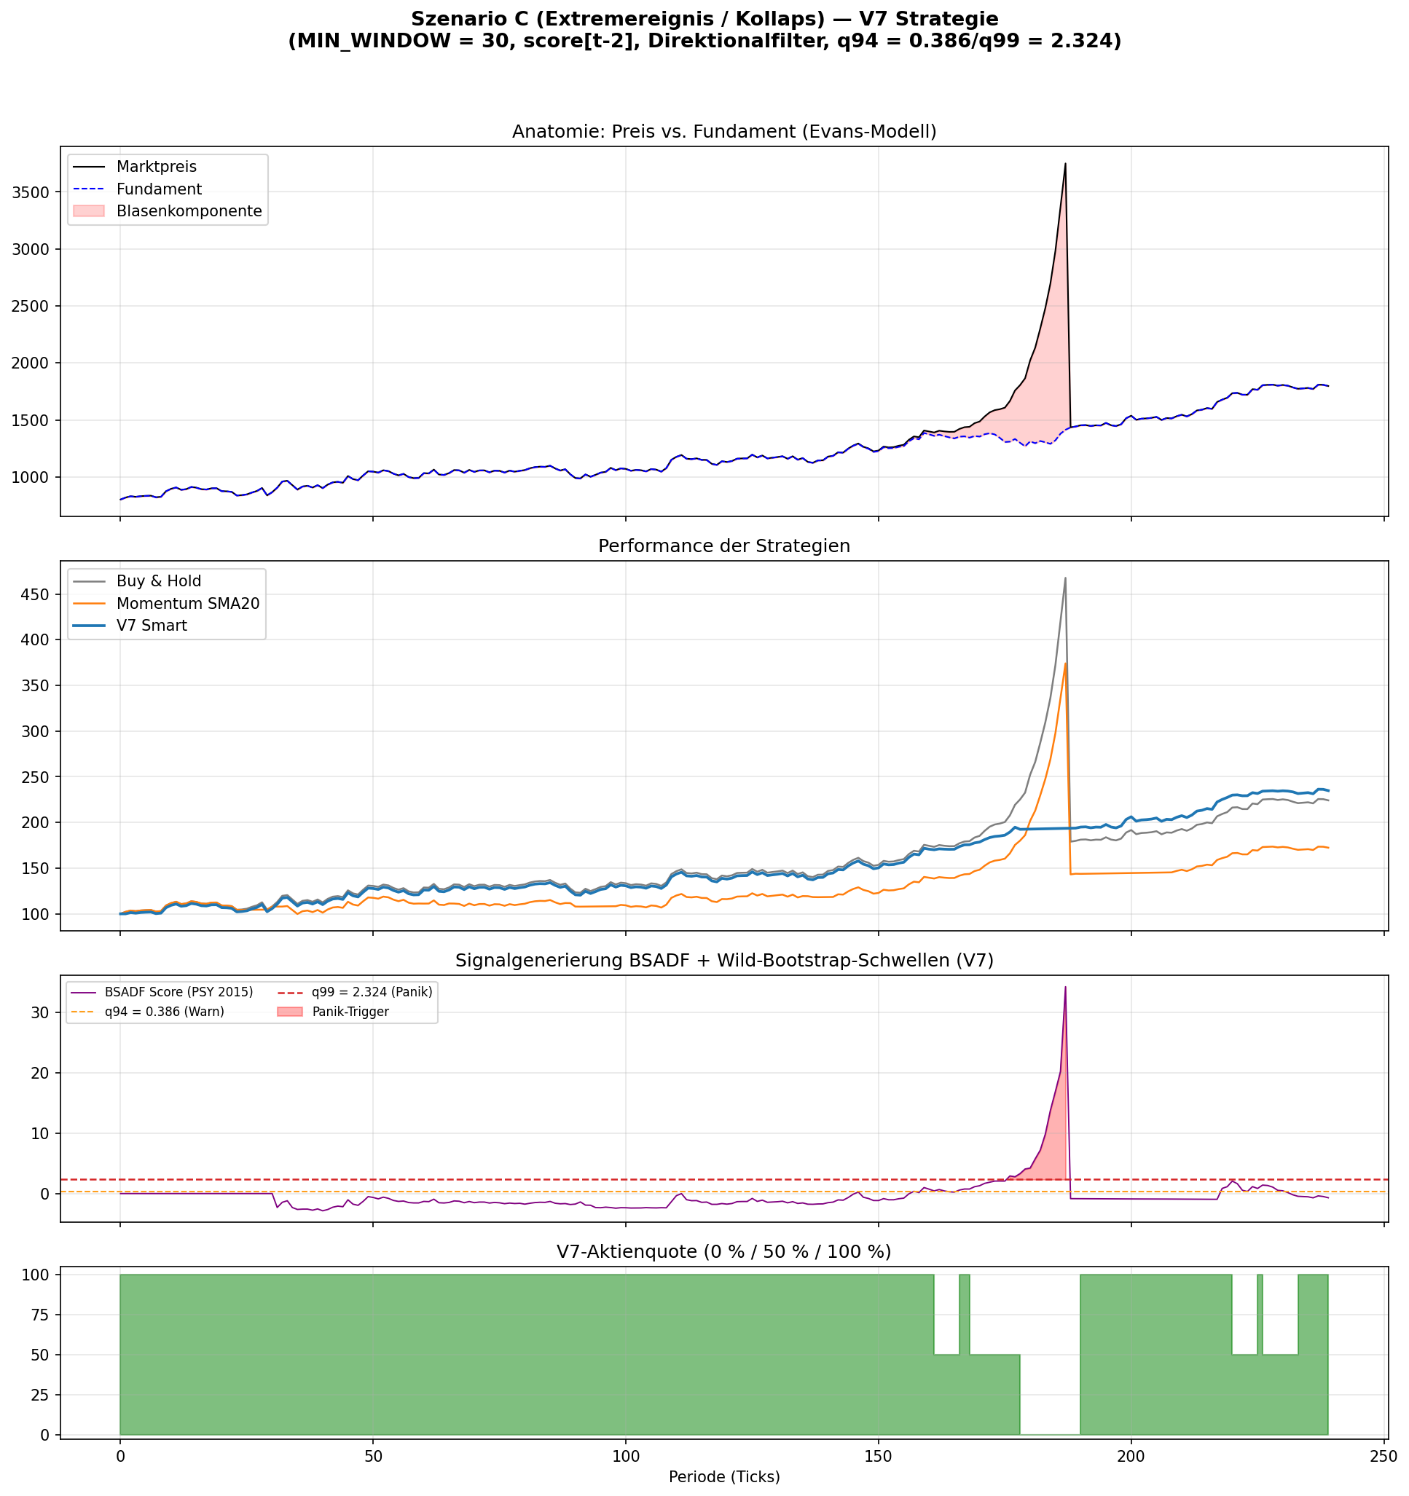 Szenario C (Extremereignis / Kollaps) — V7 Strategie
(MIN_WINDOW = 30, score[t-2], Direktionalfilter, q94 = 0.386/q99 = 2.324)
Anatomie: Preis vs. Fundament (Evans-Modell)
Marktpreis
Fundament
Blasenkomponente
3500
3000
2500
2000
1500
1000
Performance der Strategien
Buy & Hold
Momentum SMA20
V7 Smart
450
400
350
300
250
200
150
100
Signalgenerierung BSADF + Wild-Bootstrap-Schwellen (V7)
BSADF Score (PSY 2015)
q94 = 0.386 (Warn)
q99 = 2.324 (Panik)
Panik-Trigger
30
20
10
0
V7-Aktienquote (0 % / 50 % / 100 %)
100
75
50
25
0
0 50 100 150 200 250
Periode (Ticks)